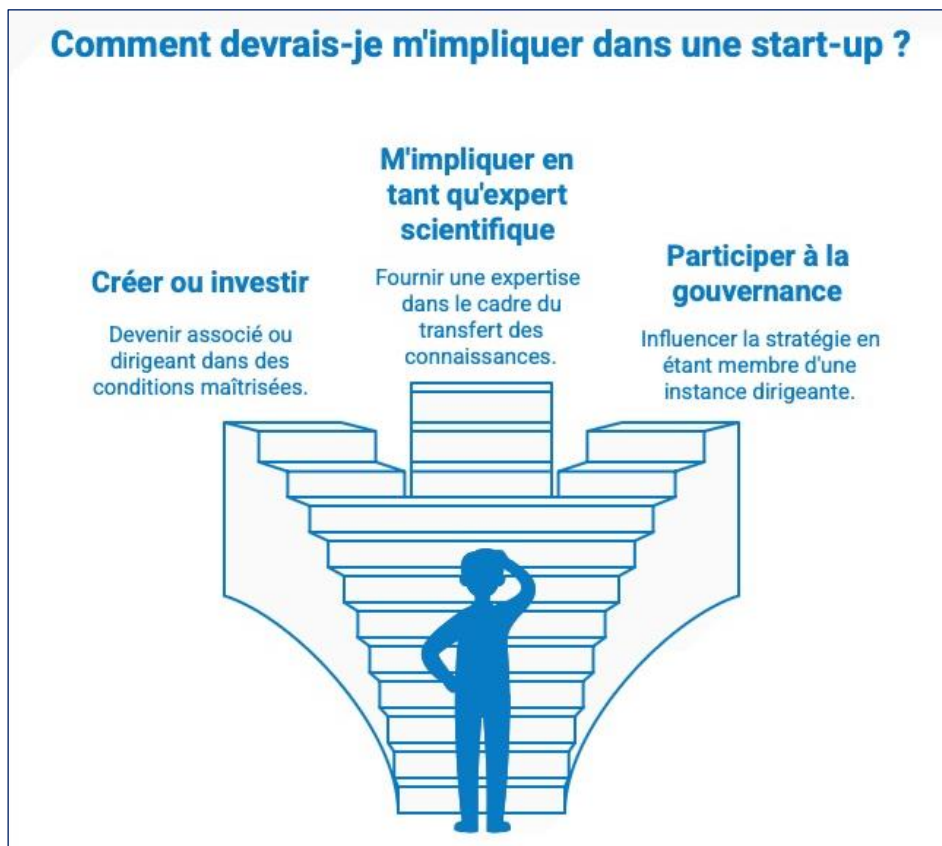 Comment devrais-je m'impliquer dans une start-up ?
Créer ou investir
Devenir associé ou
dirigeant dans des
conditions maîtrisées.
M'impliquer en
tant qu'expert
scientifique
Fournir une expertise
dans le cadre du
transfert des
connaissances.
Participer à la
gouvernance
Influencer la stratégie en
étant membre d'une
instance dirigeante.